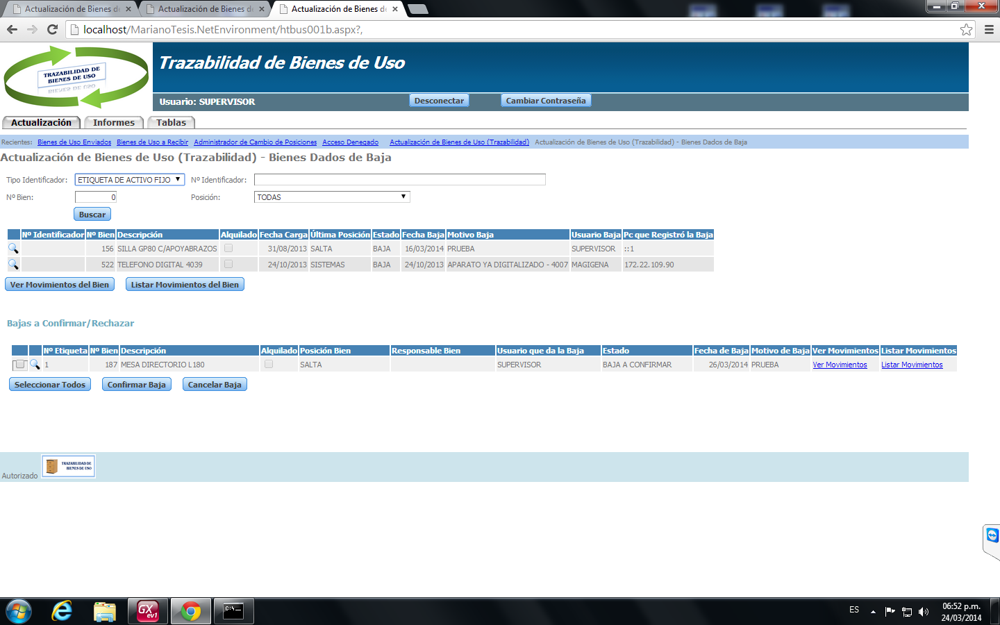 Actualización de Bienes de
Actualización de Bienes de
Actualización de Bienes de
localhost/MarianoTesis.NetEnvironment/htbus001b.aspx?,
TRAZABILIDAD DE
BIENES DE USO
Trazabilidad de Bienes de Uso
Usuario: SUPERVISOR Desconectar Cambiar Contraseña
Actualización Informes Tablas
Recientes: Bienes de Uso Enviados Bienes de Uso a Recibir Administrador de Cambio de Posiciones Acceso Denegado Actualización de Bienes de Uso (Trazabilidad) Actualización de Bienes de Uso (Trazabilidad) - Bienes Dados de Baja
Actualización de Bienes de Uso (Trazabilidad) - Bienes Dados de Baja
Tipo Identificador: ETIQUETA DE ACTIVO FIJO Nº Identificador:
Nº Bien: 0 Posición: TODAS
Buscar
Nº Identificador Nº Bien Descripción Alquilado Fecha Carga Última Posición Estado Fecha Baja Motivo Baja Usuario Baja Pc que Registró la Baja
156 SILLA GP80 C/APOYABRAZOS 31/08/2013 SALTA BAJA 16/03/2014 PRUEBA SUPERVISOR ::1
522 TELEFONO DIGITAL 4039 24/10/2013 SISTEMAS BAJA 24/10/2013 APARATO YA DIGITALIZADO - 4007 MAGIGENA 172.22.109.90
Ver Movimientos del Bien Listar Movimientos del Bien
Bajas a Confirmar/Rechazar
Nº Etiqueta Nº Bien Descripción Alquilado Posición Bien Responsable Bien Usuario que da la Baja Estado Fecha de Baja Motivo de Baja Ver Movimientos Listar Movimientos
1 187 MESA DIRECTORIO L180 SALTA SUPERVISOR BAJA A CONFIRMAR 26/03/2014 PRUEBA Ver Movimientos Listar Movimientos
Seleccionar Todos Confirmar Baja Cancelar Baja
Autorizado
TRAZABILIDAD DE
BIENES DE USO
GX
ev1
C:\
ES
06:52 p.m.
24/03/2014